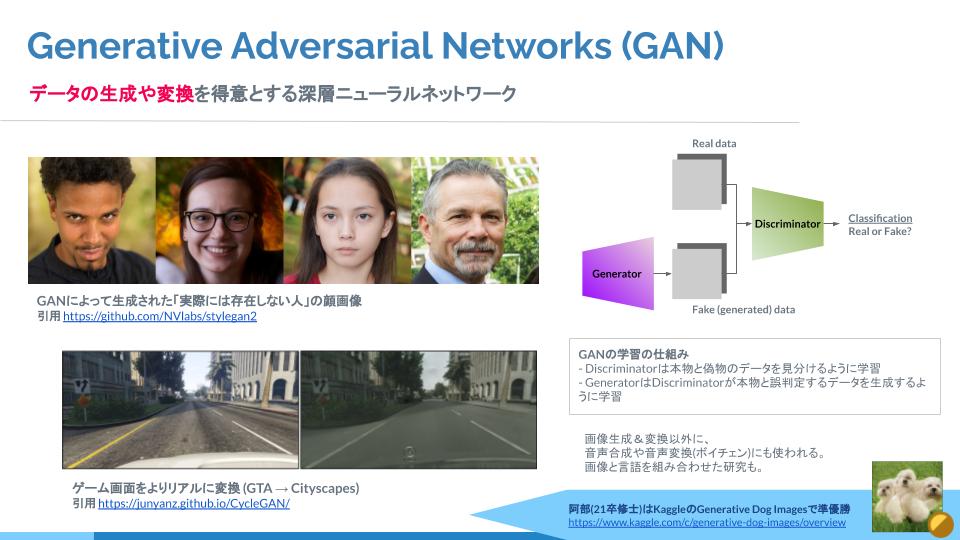 Generative Adversarial Networks (GAN)
データの生成や変換を得意とする深層ニューラルネットワーク
GANによって生成された「実際には存在しない人」の顔画像
引用 https://github.com/NVlabs/stylegan2
ゲーム画面をよりリアルに変換 (GTA → Cityscapes)
引用 https://junyanz.github.io/CycleGAN/
Real data
Discriminator
Classification
Real or Fake?
Generator
Fake (generated) data
GANの学習の仕組み
- Discriminatorは本物と偽物のデータを見分けるように学習
- GeneratorはDiscriminatorが本物と誤判定するデータを生成するよ
うに学習
画像生成＆変換以外に、
音声合成や音声変換(ボイチェン)にも使われる。
画像と言語を組み合わせた研究も。
阿部(21卒修士)はKaggleのGenerative Dog Imagesで準優勝
https://www.kaggle.com/c/generative-dog-images/overview